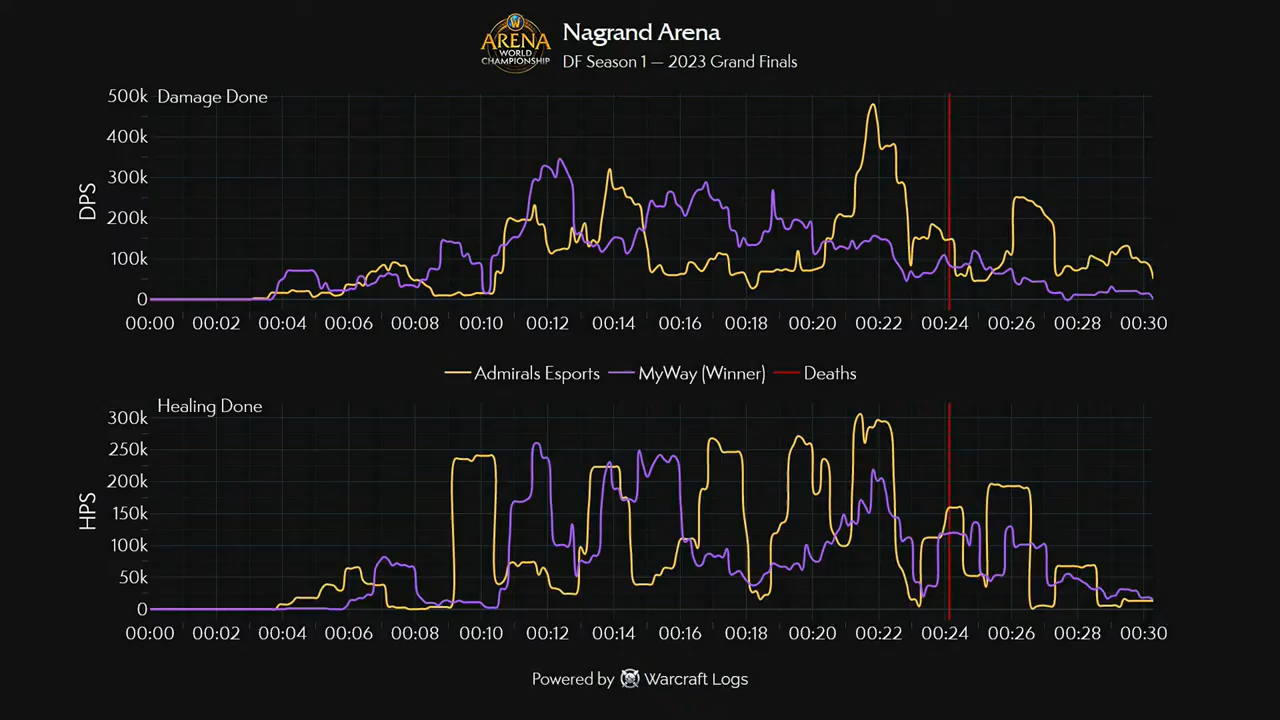 W
ARENA
WORLD
CHAMPIONSHIP
Nagrand Arena
DF Season 1 — 2023 Grand Finals
Damage Done
DPS
500k
400k
300k
200k
100k
0
00:00 00:02 00:04 00:06 00:08 00:10 00:12 00:14 00:16 00:18 00:20 00:22 00:24 00:26 00:28 00:30
Admirals Esports MyWay (Winner) Deaths
Healing Done
HPS
300k
250k
200k
150k
100k
50k
0
00:00 00:02 00:04 00:06 00:08 00:10 00:12 00:14 00:16 00:18 00:20 00:22 00:24 00:26 00:28 00:30
Powered by Warcraft Logs